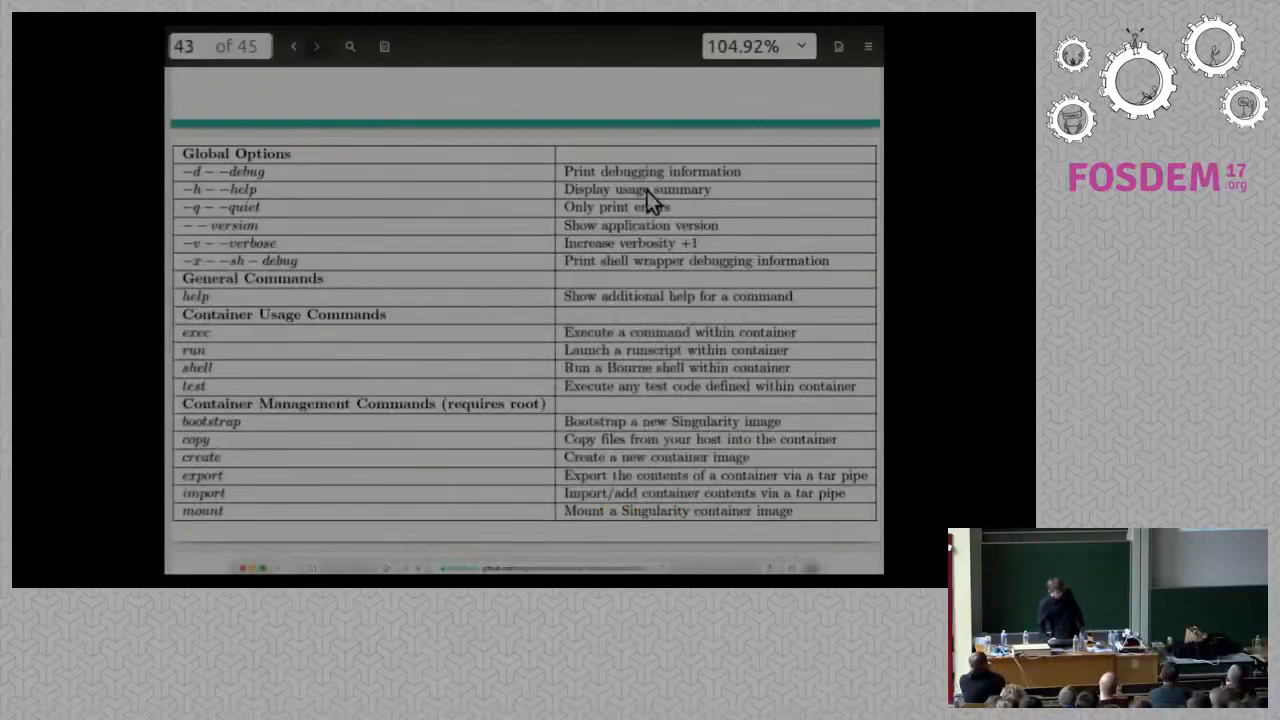 43 of 45
104.92%
FOSDEM 17 .org
Global Options
-d - -debug Print debugging information
-h - -help Display usage summary
-q - -quiet Only print errors
- - version Show application version
-v - -verbose Increase verbosity +1
-x - -sh - debug Print shell wrapper debugging information
General Commands
help Show additional help for a command
Container Usage Commands
exec Execute a command within container
run Launch a runscript within container
shell Run a Bourne shell within container
test Execute any test code defined within container
Container Management Commands (requires root)
bootstrap Bootstrap a new Singularity image
copy Copy files from your host into the container
create Create a new container image
export Export the contents of a container via a tar pipe
import Import/add container contents via a tar pipe
mount Mount a Singularity container image